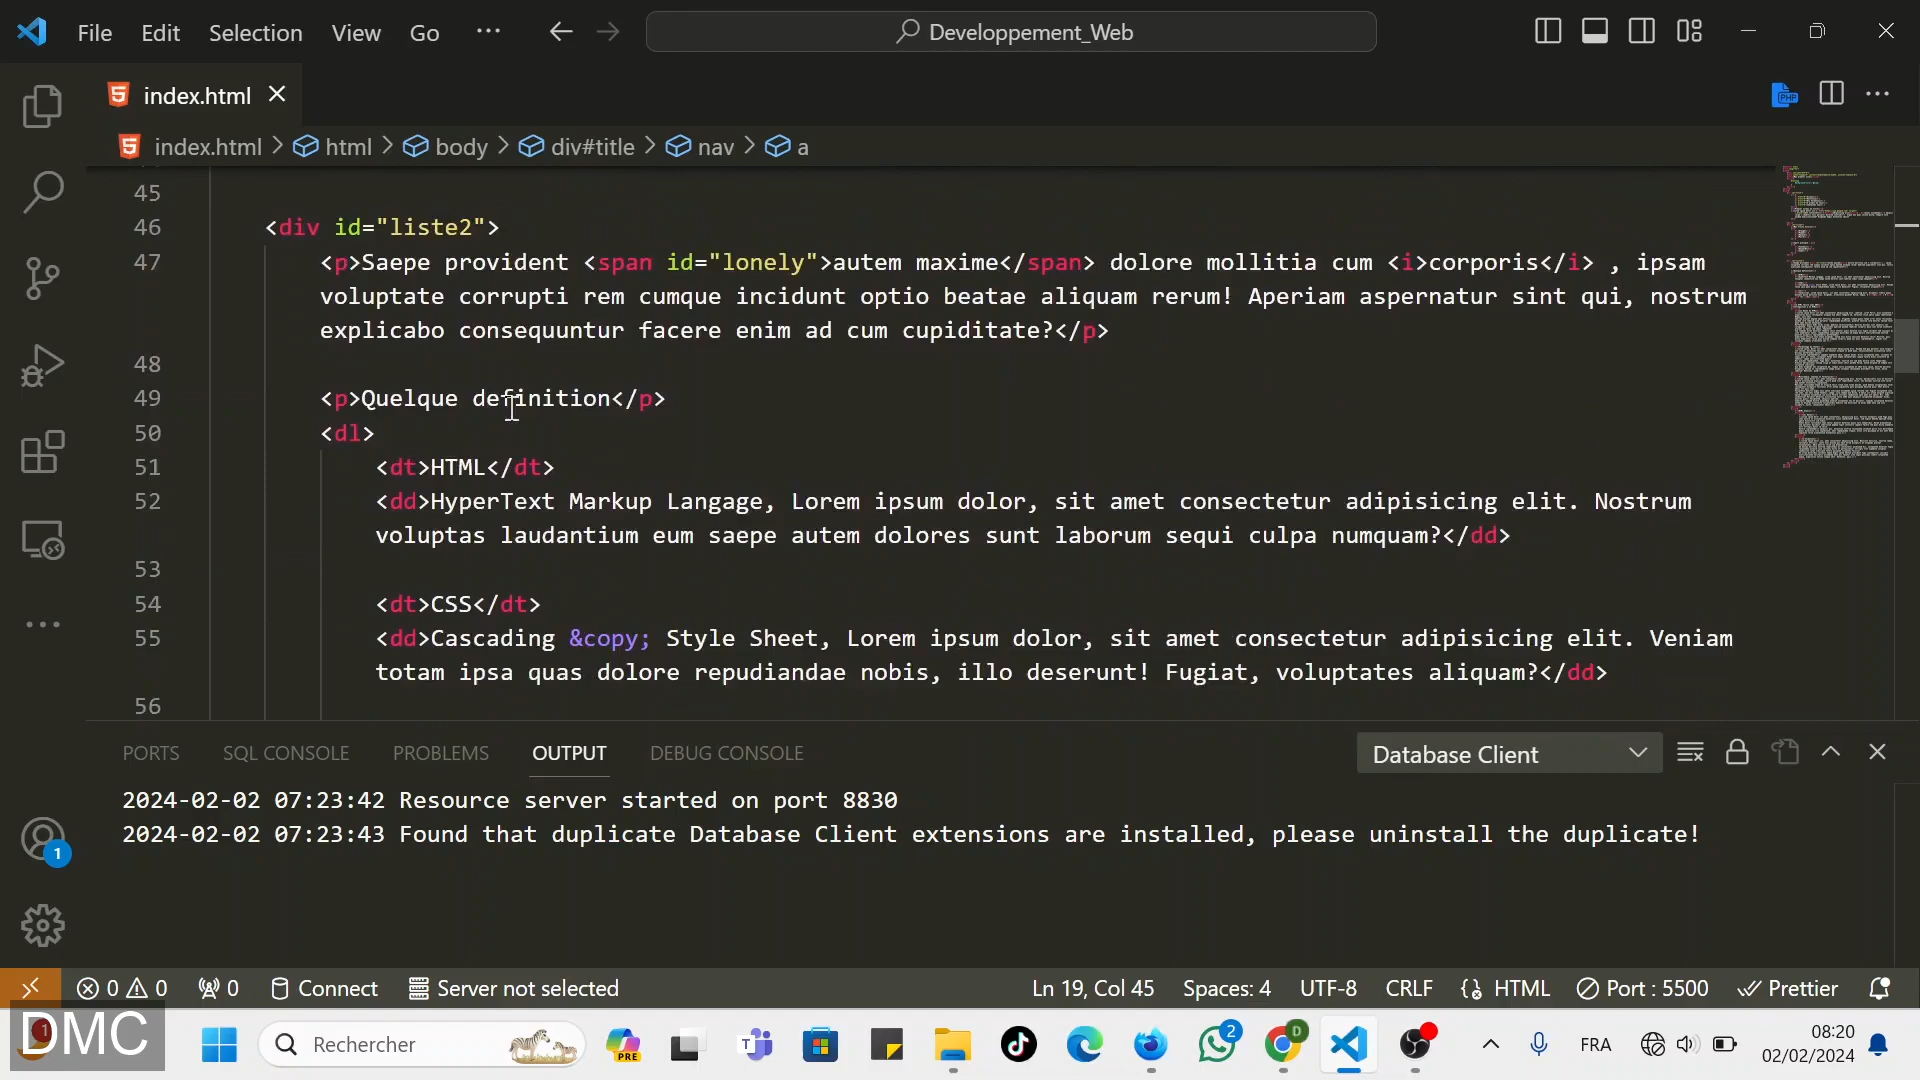 File Edit Selection View Go ··· Developpement_Web
index.html
index.html > html > body > div#title > nav > a
45
46 <div id="liste2">
47 <p>Saepe provident <span id="lonely">autem maxime</span> dolore mollitia cum <i>corporis</i> , ipsam
voluptate corrupti rem cumque incidunt optio beatae aliquam rerum! Aperiam aspernatur sint qui, nostrum
explicabo consequuntur facere enim ad cum cupiditate?</p>
48
49 <p>Quelque definition</p>
50 <dl>
51 <dt>HTML</dt>
52 <dd>HyperText Markup Langage, Lorem ipsum dolor, sit amet consectetur adipisicing elit. Nostrum
voluptas laudantium eum saepe autem dolores sunt laborum sequi culpa numquam?</dd>
53
54 <dt>CSS</dt>
55 <dd>Cascading &copy; Style Sheet, Lorem ipsum dolor, sit amet consectetur adipisicing elit. Veniam
totam ipsa quas dolore repudiandae nobis, illo deserunt! Fugiat, voluptates aliquam?</dd>
56
PORTS SQL CONSOLE PROBLEMS OUTPUT DEBUG CONSOLE Database Client
2024-02-02 07:23:42 Resource server started on port 8830
2024-02-02 07:23:43 Found that duplicate Database Client extensions are installed, please uninstall the duplicate!
1
0 0 0 Connect Server not selected Ln 19, Col 45 Spaces: 4 UTF-8 CRLF HTML Port : 5500 Prettier
DMC 1 Rechercher PRE 2 D FRA 08:20
02/02/2024